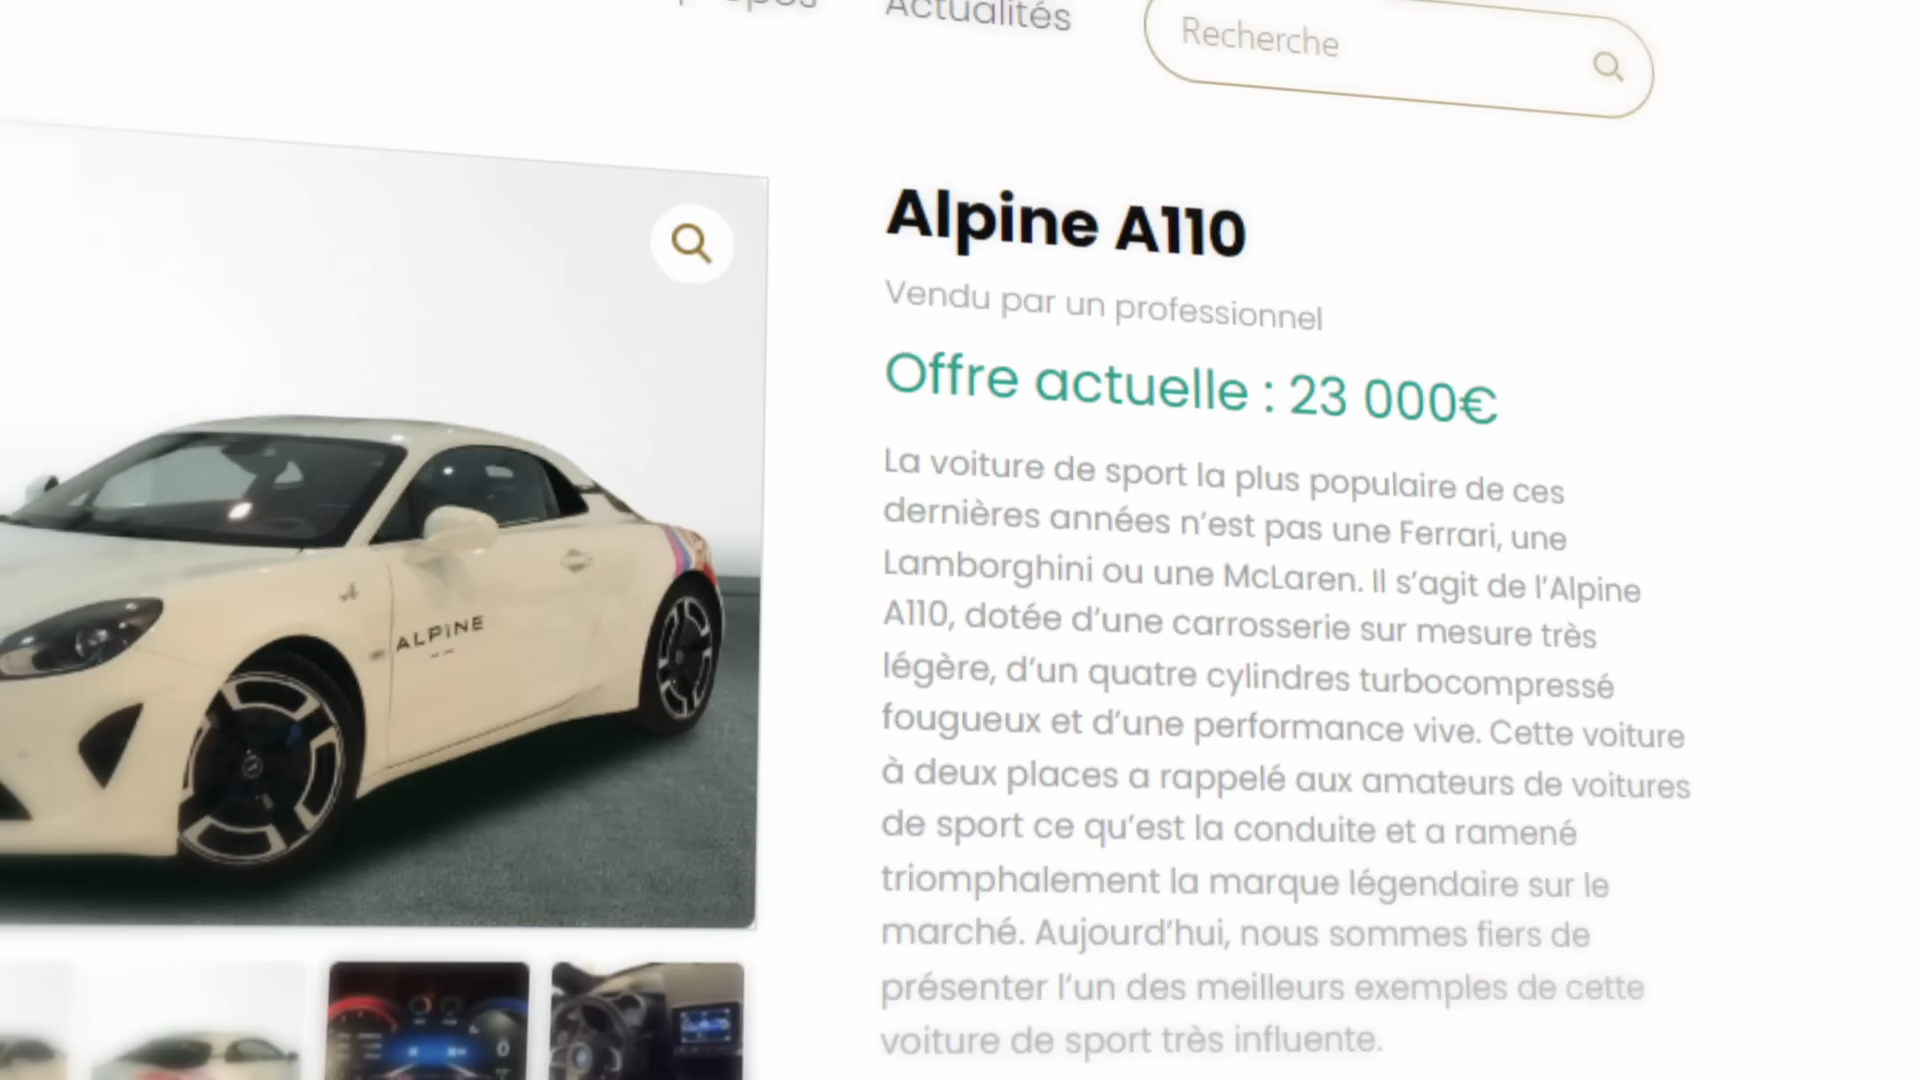 Actualités
Recherche
Alpine A110
Vendu par un professionnel
Offre actuelle : 23 000€
La voiture de sport la plus populaire de ces
dernières années n’est pas une Ferrari, une
Lamborghini ou une McLaren. Il s’agit de l’Alpine
A110, dotée d’une carrosserie sur mesure très
légère, d’un quatre cylindres turbocompressé
fougueux et d’une performance vive. Cette voiture
à deux places a rappelé aux amateurs de voitures
de sport ce qu’est la conduite et a ramené
triomphalement la marque légendaire sur le
marché. Aujourd’hui, nous sommes fiers de
présenter l’un des meilleurs exemples de cette
voiture de sport très influente.
ALPINE